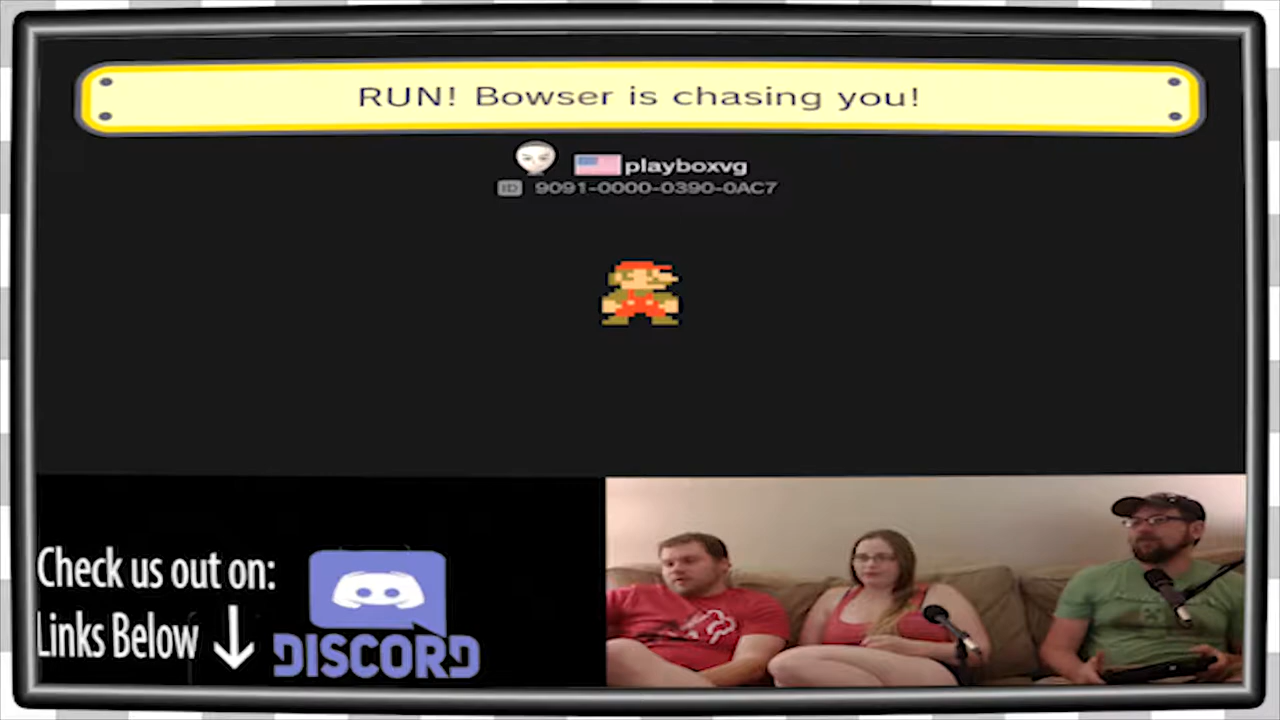 RUN! Bowser is chasing you!
playboxvg
ID 9091-0000-0390-0AC7
Check us out on:
Links Below
DISCORD